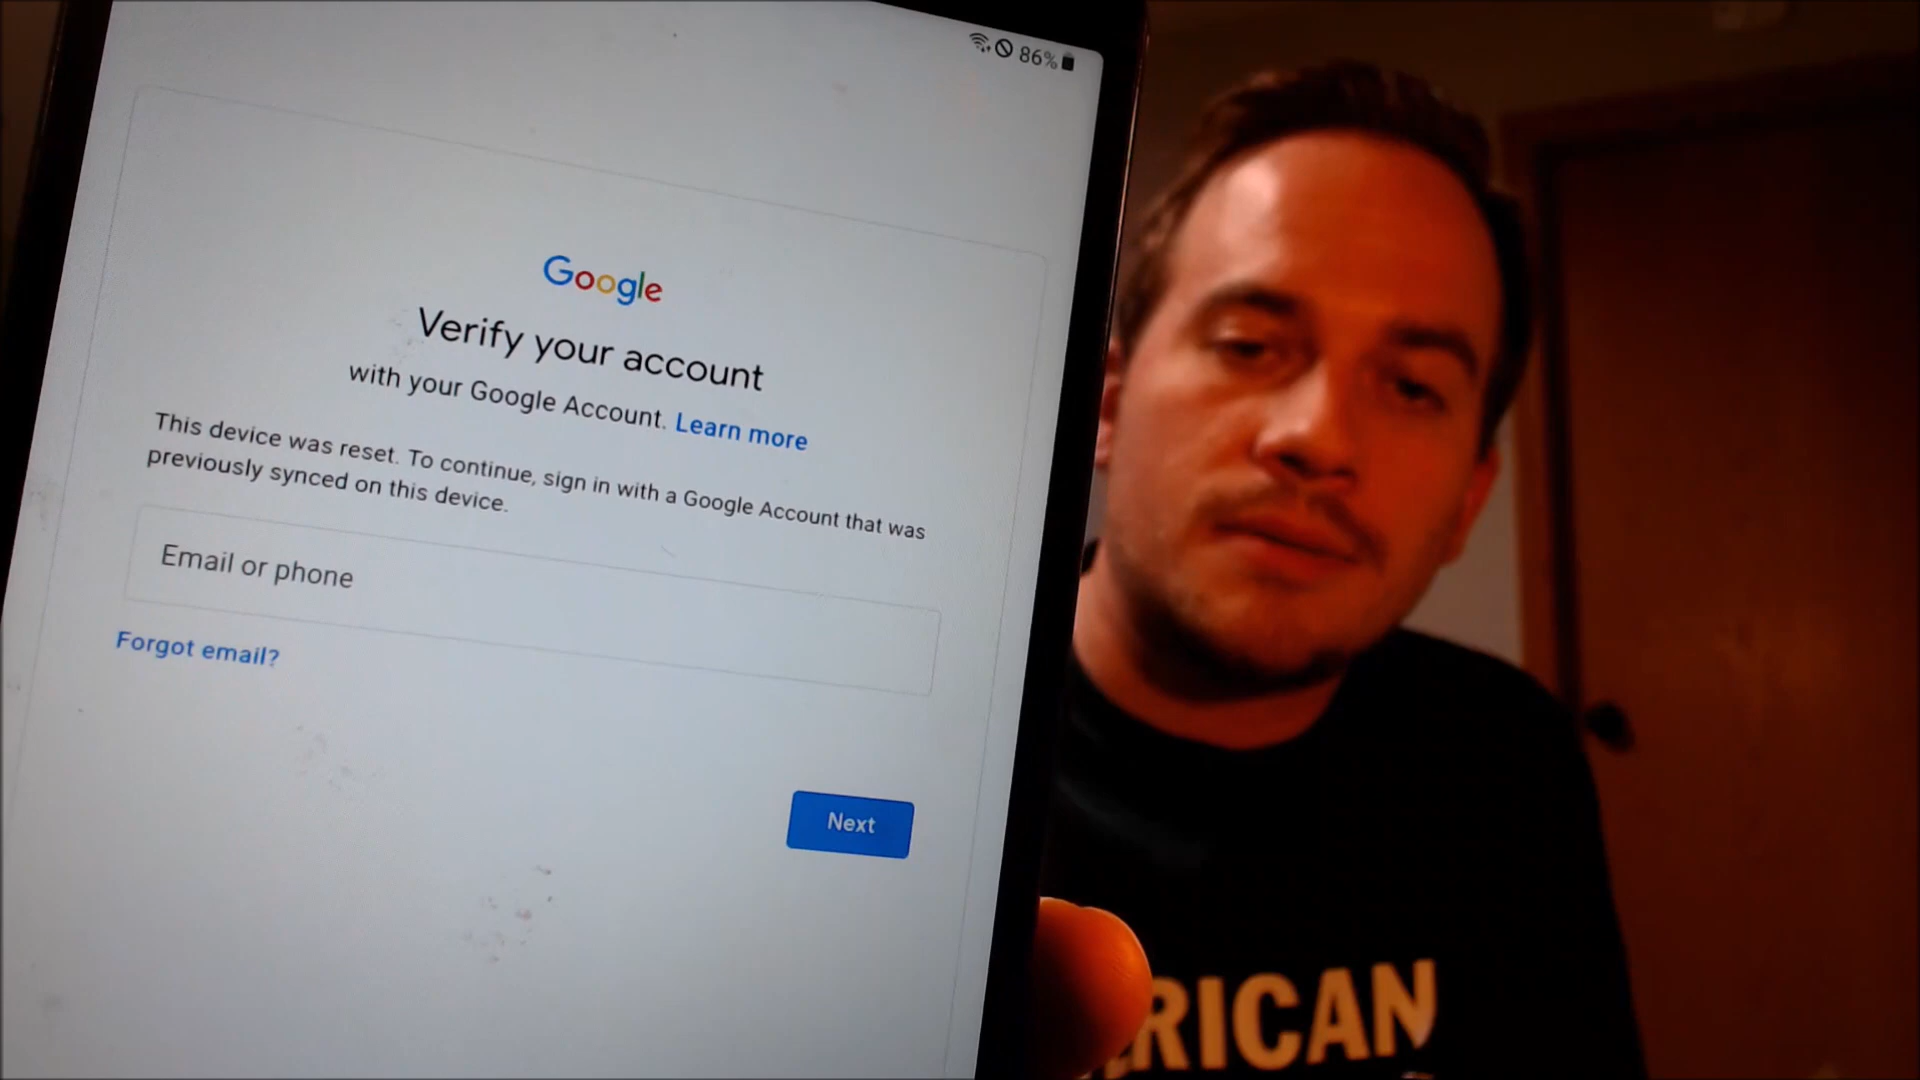 86%
Google
Verify your account
with your Google Account. Learn more
This device was reset. To continue, sign in with a Google Account that was
previously synced on this device.
Email or phone
Forgot email?
Next
RICAN